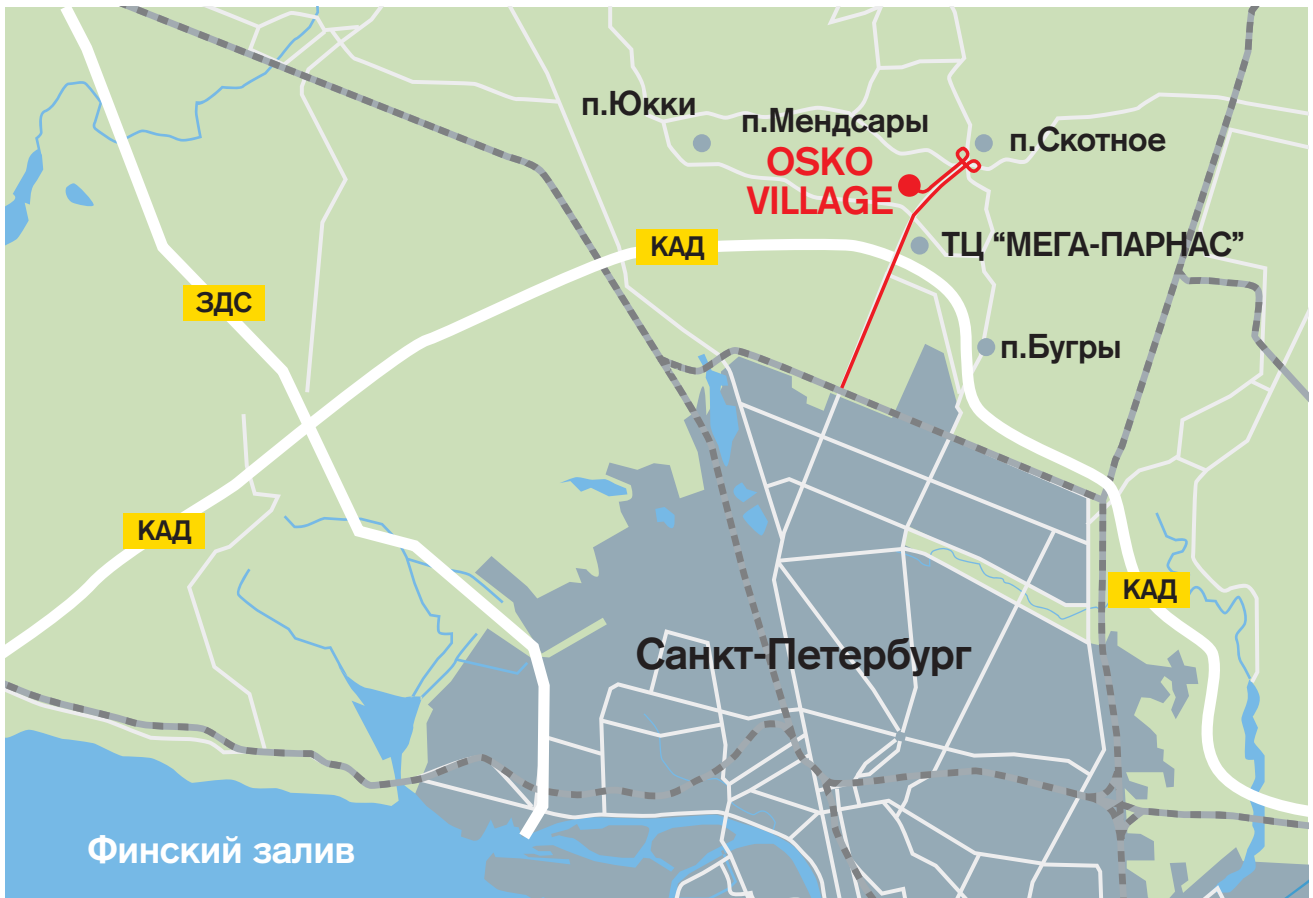 п.Юкки
п.Мендсары
OSKO
VILLAGE
п.Скотное
КАД
ТЦ “МЕГА-ПАРНАС”
ЗДС
п.Бугры
КАД
КАД
Санкт-Петербург
Финский залив